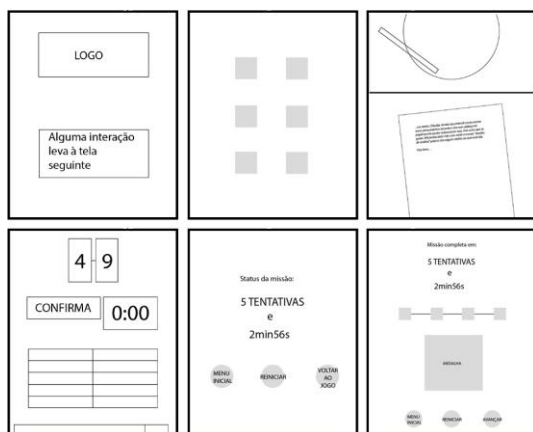 LOGO
Alguma interação
leva à tela
seguinte
4 9
CONFIRMA
0:00
Status da missão:
5 TENTATIVAS
e
2min56s
MENU
INICIAL
REINICIAR
VOLTAR
AO
JOGO
Missão completa em:
5 TENTATIVAS
e
2min56s
MEDALHA
MENU
INICIAL
REINICIAR
AVANÇAR